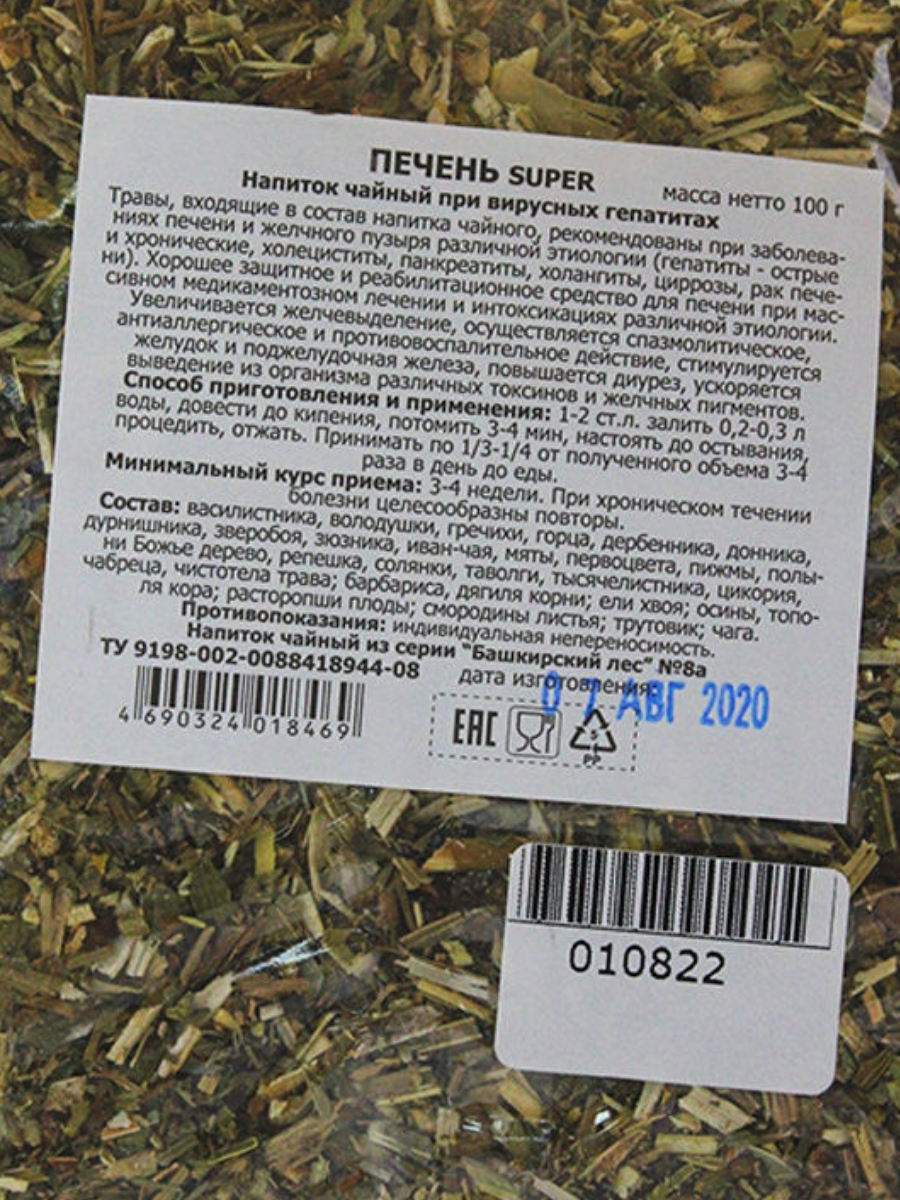 ПЕЧЕНЬ SUPER
масса нетто 100 г
Напиток чайный при вирусных гепатитах
Травы, входящие в состав напитка чайного, рекомендованы при заболева-
ниях печени и желчного пузыря различной этиологии (гепатиты - острые
и хронические, холециститы, панкреатиты, холангиты, циррозы, рак пече-
ни). Хорошее защитное и реабилитационное средство для печени при мас-
сивном медикаментозном лечении и интоксикациях различной этиологии.
Увеличивается желчевыделение, осуществляется спазмолитическое,
антиаллергическое и противовоспалительное действие, стимулируется
желудок и поджелудочная железа, повышается диурез, ускоряется
выведение из организма различных токсинов и желчных пигментов.
Способ приготовления и применения: 1-2 ст.л. залить 0,2-0,3 л
воды, довести до кипения, потомить 3-4 мин, настоять до остывания,
процедить, отжать. Принимать по 1/3-1/4 от полученного объема 3-4
раза в день до еды.
Минимальный курс приема: 3-4 недели. При хроническом течении
болезни целесообразны повторы.
Состав: василистника, володушки, гречихи, горца, дербенника, донника,
дурнишника, зверобоя, зюзника, иван-чая, мяты, первоцвета, пижмы, полы-
ни Божье дерево, репешка, солянки, таволги, тысячелистника, цикория,
чабреца, чистотела трава; барбариса, дягиля корни; ели хвоя; осины, топо-
ля кора; расторопши плоды; смородины листья; трутовик; чага.
Противопоказания: индивидуальная непереносимость.
Напиток чайный из серии "Башкирский лес" №8а
ТУ 9198-002-0088418944-08
дата изготовления:
0 7 АВГ 2020
4 690324 018469
EAC
5
PP
010822